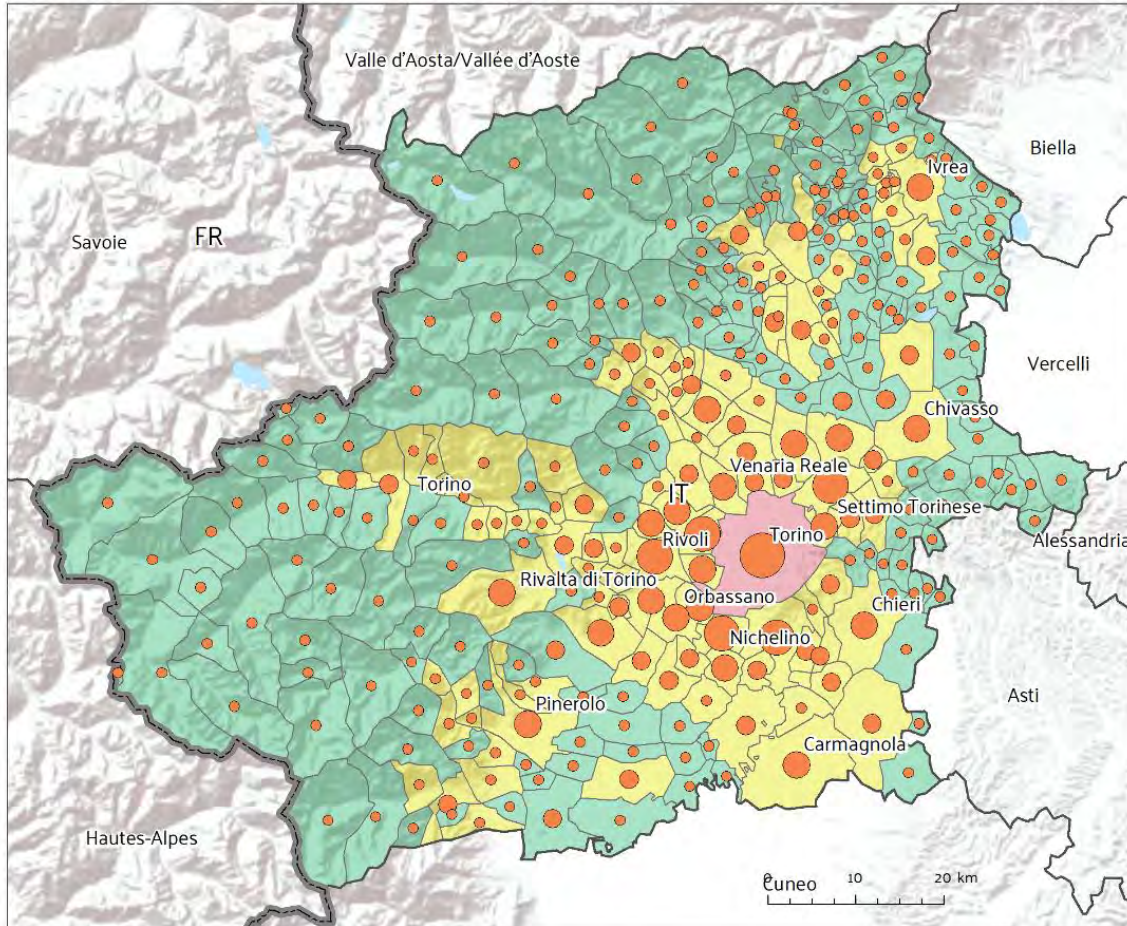 Valle d'Aosta/Vallée d'Aoste
Biella
Ivrea
Savoie
FR
Vercelli
Chivasso
Venaria Reale
Torino
IT
Settimo Torinese
Rivoli
Torino
Alessandria
Rivalta di Torino
Orbassano
Chieri
Nichelino
Pinerolo
Asti
Carmagnola
Hautes-Alpes
Cuneo
0 10 20 km